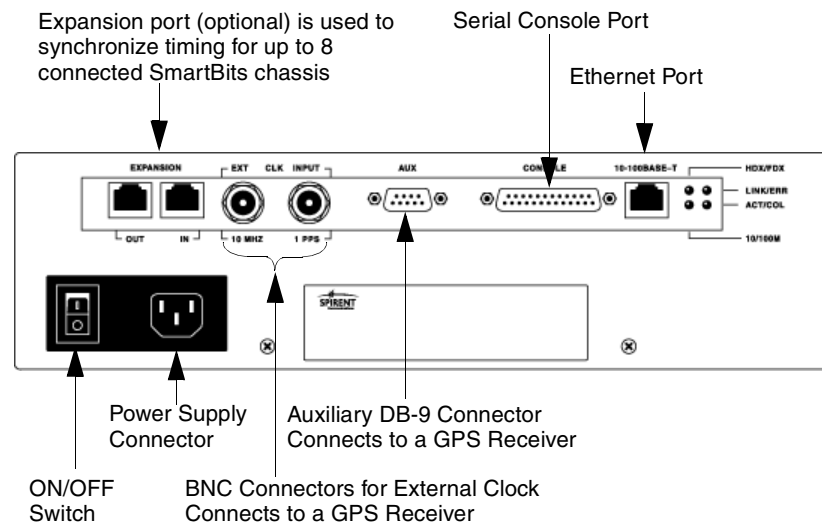 Expansion port (optional) is used to
synchronize timing for up to 8
connected SmartBits chassis
Serial Console Port
Ethernet Port
EXPANSION
EXT CLK INPUT
AUX
CONSOLE
10-100BASE-T
HDX/FDX
LINK/ERR
ACT/COL
OUT IN
10 MHZ 1 PPS
10/100M
SPIRENT
Power Supply
Connector
Auxiliary DB-9 Connector
Connects to a GPS Receiver
ON/OFF
Switch
BNC Connectors for External Clock
Connects to a GPS Receiver